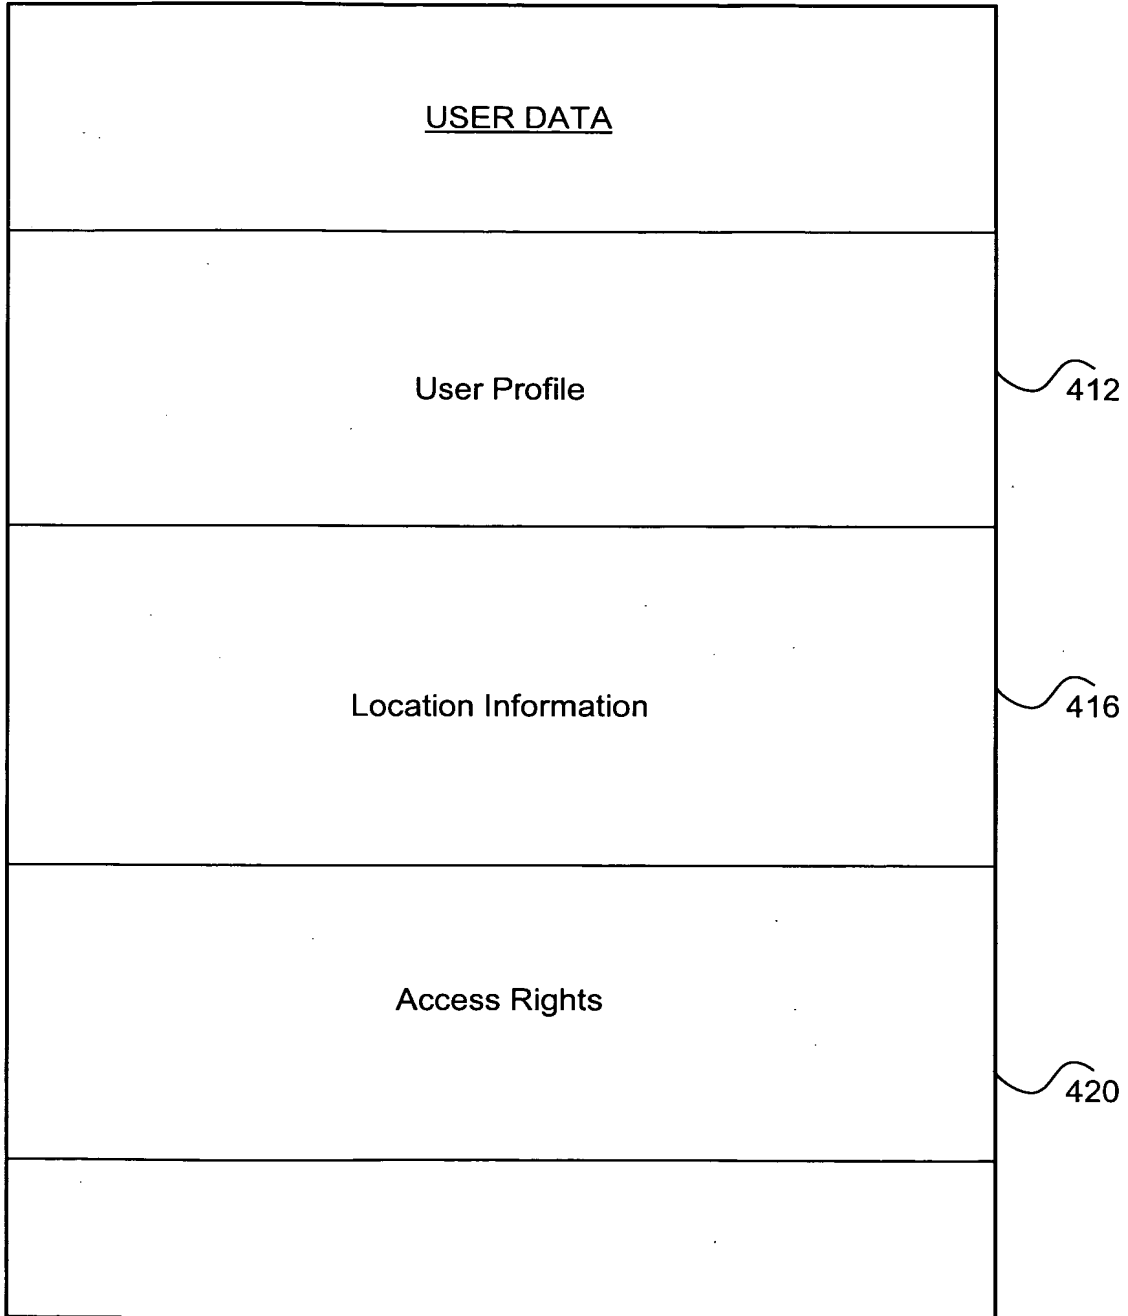 USER DATA
User Profile
412
Location Information
416
Access Rights
420